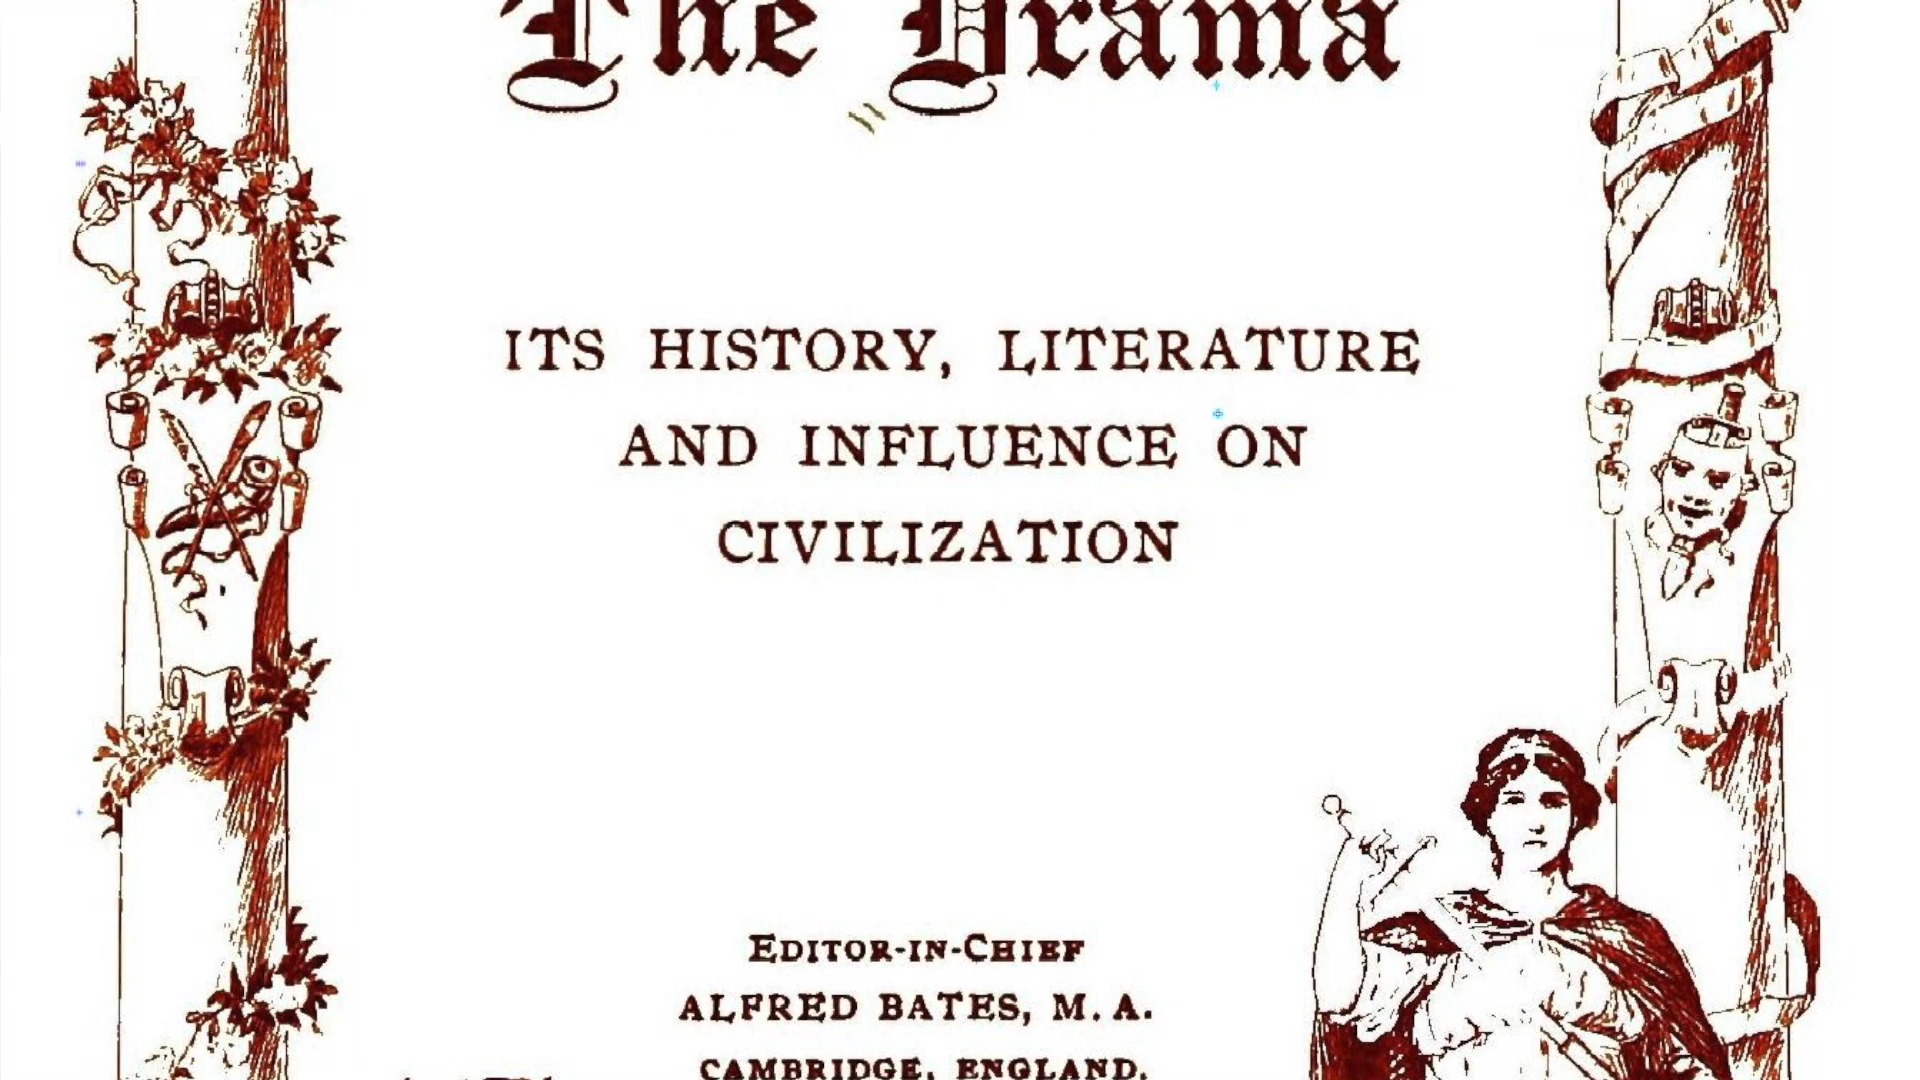 The Drama
ITS HISTORY, LITERATURE
AND INFLUENCE ON
CIVILIZATION
EDITOR-IN-CHIEF
ALFRED BATES, M. A.
CAMBRIDGE, ENGLAND.